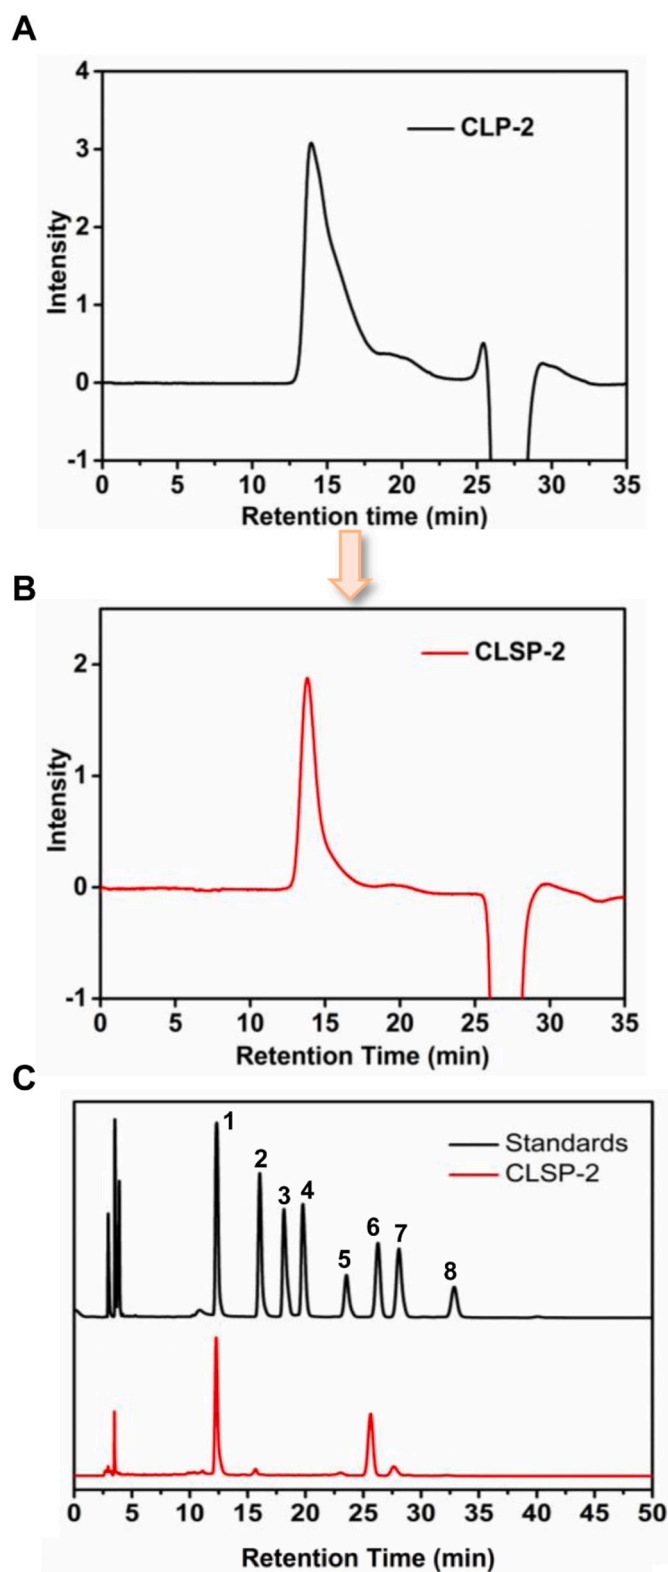 A
4
3
2
1
0
-1
CLP-2
Intensity
0 5 10 15 20 25 30 35
Retention time (min)
B
2
1
0
-1
CLSP-2
Intensity
0 5 10 15 20 25 30 35
Retention Time (min)
C
1 2 3 4 5 6 7 8
Standards
CLSP-2
0 5 10 15 20 25 30 35 40 45 50
Retention Time (min)